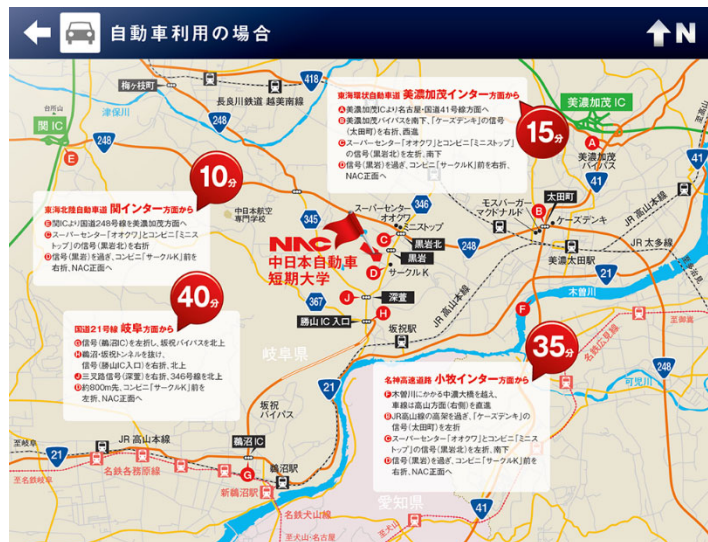 自動車利用の場合
N
418
梅ヶ枝町
長良川鉄道 越美南線
津保川
248
関IC
248
E
東海環状自動車道 美濃加茂インター方面から
A美濃加茂ICより名古屋・国道41号線方面へ
B美濃加茂バイパスを南下、「ケーズデンキ」の信号
(太田町)を右折、西進
Cスーパーセンター「オオクワ」とコンビニ「ミニストップ」
の信号(黒岩北)を左折、南下
D信号(黒岩)を過ぎ、コンビニ「サークルK」前を右折、
NAC正面へ
15分
美濃加茂IC
A
美濃加茂
バイパス
41
至高山
10分
東海北陸自動車道 関インター方面から
E関ICより国道248号線を美濃加茂方面へ
Cスーパーセンター「オオクワ」とコンビニ「ミニス
トップ」の信号(黒岩北)を右折
D信号(黒岩)を過ぎ、コンビニ「サークルK」前を
右折、NAC正面へ
中日本航空
専門学校
345
346
スーパーセンター
オオクワ
ミニストップ
モスバーガー
マクドナルド
太田町
B
ケーズデンキ
41
JR 高山本線
NAC
中日本自動車
短期大学
C
黒岩北
黒岩
248
D
サークルK
美濃太田駅
JR 太多線
21
40分
367
J
深萱
H
勝山IC入口
坂祝駅
JR 高山本線
F
木曽川
至御嵩
名鉄広見線
248
可児川
国道21号線 岐阜方面から
G信号(鵜沼IC)を左折し、坂祝バイパスを北上
H鵜沼・坂祝トンネルを抜け、
信号(勝山IC入口)を右折、北上
J三叉路信号(深萱)を右折、346号線を北上
D約800m先、コンビニ「サークルK」前を
左折、NAC正面へ
岐阜県
35分
名神高速道路 小牧インター方面から
F木曽川にかかる中濃大橋を越え、
車線は高山方面(右側)を直進
BJR高山線の高架を過ぎ、「ケーズデンキ」の
信号(太田町)を左折
Cスーパーセンター「オオクワ」とコンビニ「ミニス
トップ」の信号(黒岩北)を左折、南下
D信号(黒岩)を過ぎ、コンビニ「サークルK」前を
右折、NAC正面へ
21
坂祝
バイパス
至岐阜
JR 高山本線
21
鵜沼IC
名鉄各務原線
至名鉄岐阜
G
鵜沼駅
新鵜沼駅
名鉄犬山線
至犬山・名古屋
愛知県
至犬山
41